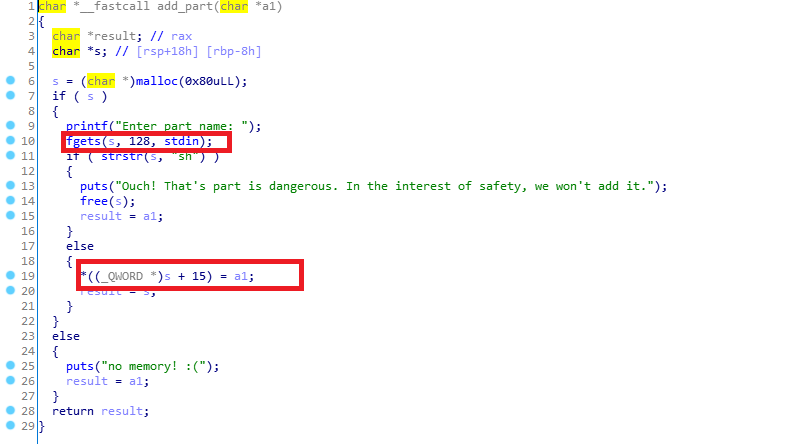 1 char *__fastcall add_part(char *a1)
2 {
3 char *result; // rax
4 char *s; // [rsp+18h] [rbp-8h]
5
6 s = (char *)malloc(0x80uLL);
7 if ( s )
8 {
9 printf("Enter part name: ");
10 fgets(s, 128, stdin);
11 if ( strstr(s, "sh") )
12 {
13 puts("Ouch! That's part is dangerous. In the interest of safety, we won't add it.");
14 free(s);
15 result = a1;
16 }
17 else
18 {
19 *((_QWORD *)s + 15) = a1;
20 result = s;
21 }
22 }
23 else
24 {
25 puts("no memory! :(");
26 result = a1;
27 }
28 return result;
29 }